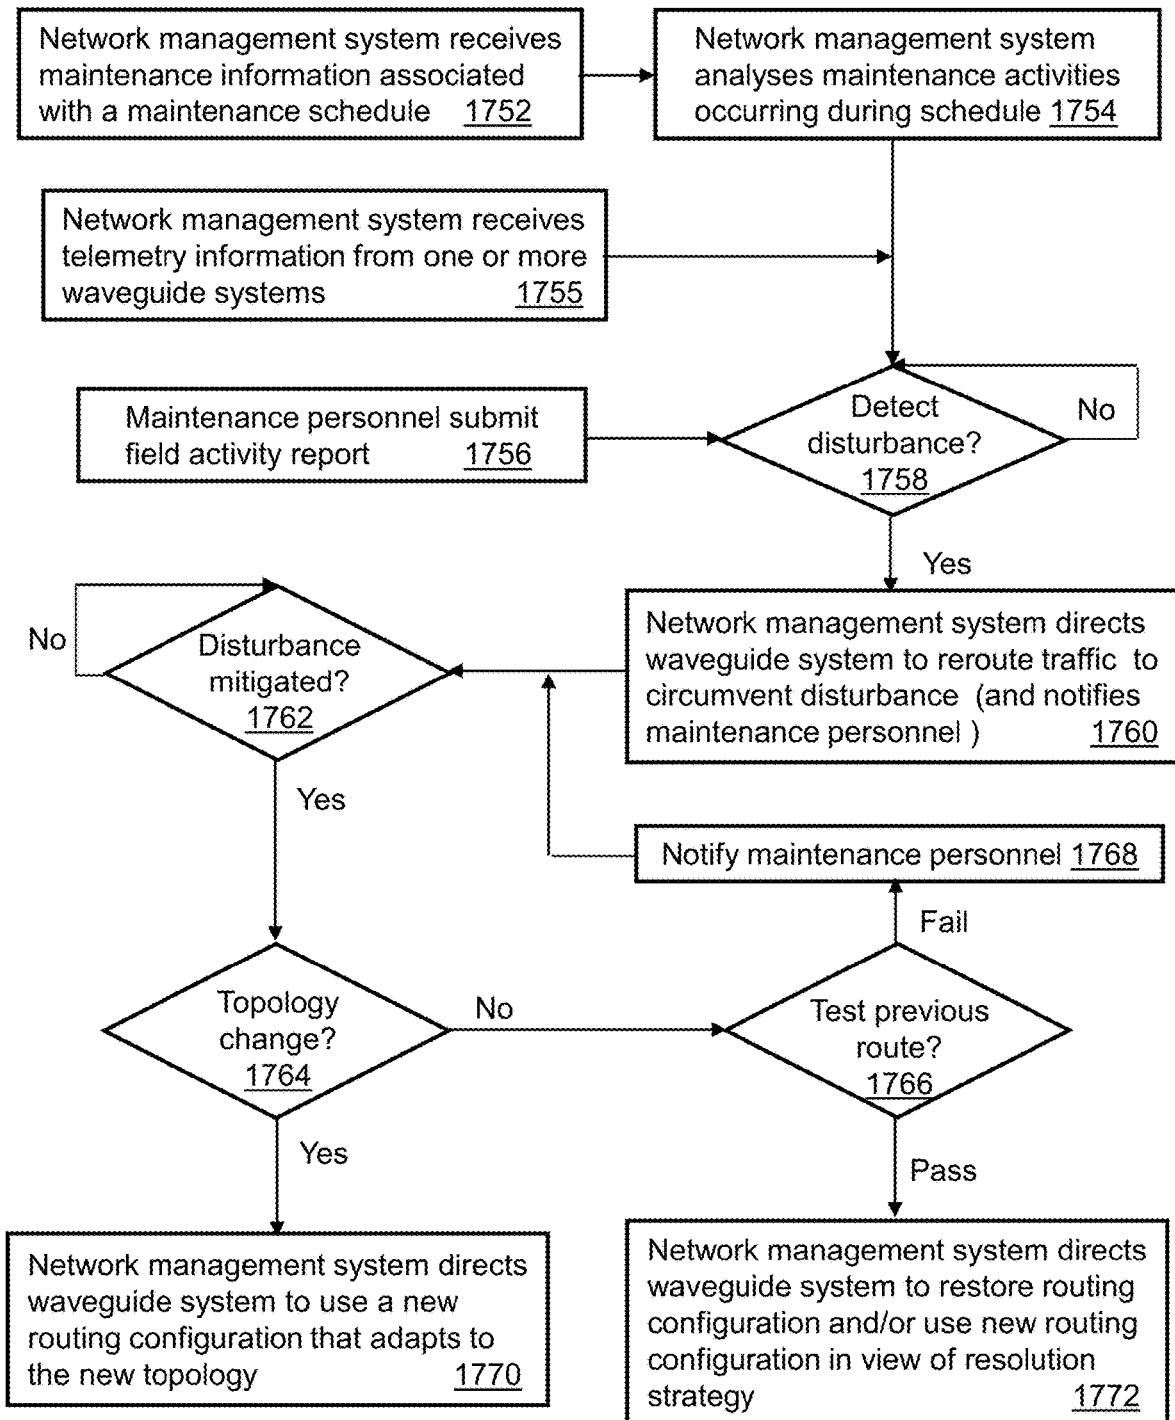 Network management system receives
maintenance information associated
with a maintenance schedule 1752
Network management system
analyses maintenance activities
occurring during schedule 1754
Network management system receives
telemetry information from one or more
waveguide systems 1755
Maintenance personnel submit
field activity report 1756
Detect
disturbance?
1758
No
Yes
Network management system directs
waveguide system to reroute traffic to
circumvent disturbance (and notifies
maintenance personnel ) 1760
No
Disturbance
mitigated?
1762
Yes
Notify maintenance personnel 1768
Fail
Topology
change?
1764
No
Test previous
route?
1766
Yes
Pass
Network management system directs
waveguide system to use a new
routing configuration that adapts to
the new topology 1770
Network management system directs
waveguide system to restore routing
configuration and/or use new routing
configuration in view of resolution
strategy 1772